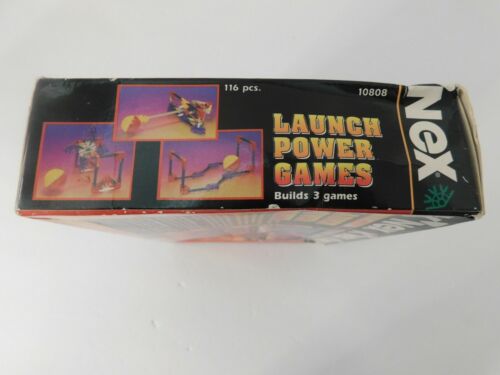 116 pcs.
10808
LAUNCH
POWER
GAMES
Builds 3 games
Nex